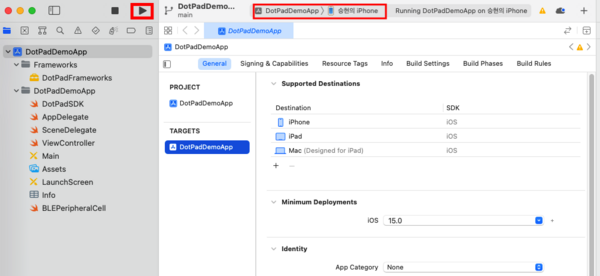 DotPadDemo...
main
DotPadDemoApp 〉 승현의 iPhone
Running DotPadDemoApp on 승현의 iPhone
DotPadDemoApp
DotPadDemoApp
Frameworks
DotPadFrameworks
DotPadDemoApp
DotPadSDK
AppDelegate
SceneDelegate
ViewController
Main
Assets
LaunchScreen
Info
BLEPeripheralCell
DotPadDemoApp
General
Signing & Capabilities
Resource Tags
Info
Build Settings
Build Phases
Build Rules
PROJECT
DotPadDemoApp
TARGETS
DotPadDemoApp
Supported Destinations
Destination SDK
iPhone iOS
iPad iOS
Mac (Designed for iPad) iOS
Minimum Deployments
iOS 15.0
Identity
App Category None